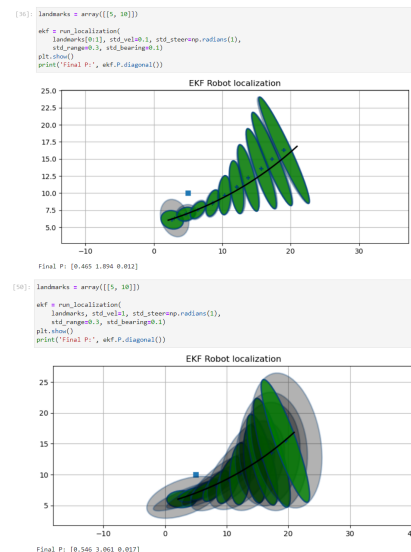 [36]: landmarks = array([[5, 10]])
ekf = run_localization(
landmarks[0:1], std_vel=0.1, std_steer=np.radians(1),
std_range=0.3, std_bearing=0.1)
plt.show()
print('Final P:', ekf.P.diagonal())
EKF Robot localization
25.0
22.5
20.0
17.5
15.0
12.5
10.0
7.5
5.0
−10 0 10 20 30
Final P: [0.465 1.894 0.012]
[50]: landmarks = array([[5, 10]])
ekf = run_localization(
landmarks, std_vel=1, std_steer=np.radians(1),
std_range=0.3, std_bearing=0.1)
plt.show()
print('Final P:', ekf.P.diagonal())
EKF Robot localization
25
20
15
10
5
−10 0 10 20 30
Final P: [0.546 3.061 0.017]